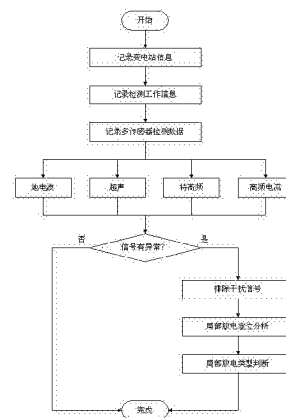 开始
记录变电站信息
记录检测工作信息
记录多传感器检测数据
地电波
超声
特高频
高频电流
信号有异常?
否
是
排除干扰信号
局部放电定位分析
局部放电类型判断
完成